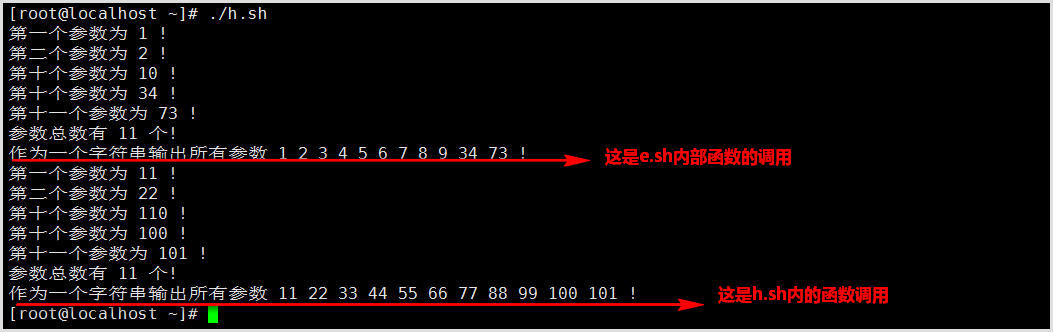 [root@localhost ~]# ./h.sh
第一个参数为 1 !
第二个参数为 2 !
第十个参数为 10 !
第十个参数为 34 !
第十一个参数为 73 !
参数总数有 11 个!
作为一个字符串输出所有参数 1 2 3 4 5 6 7 8 9 34 73 !
这是e.sh内部函数的调用
第一个参数为 11 !
第二个参数为 22 !
第十个参数为 110 !
第十个参数为 100 !
第十一个参数为 101 !
参数总数有 11 个!
作为一个字符串输出所有参数 11 22 33 44 55 66 77 88 99 100 101 !
这是h.sh内的函数调用
[root@localhost ~]#